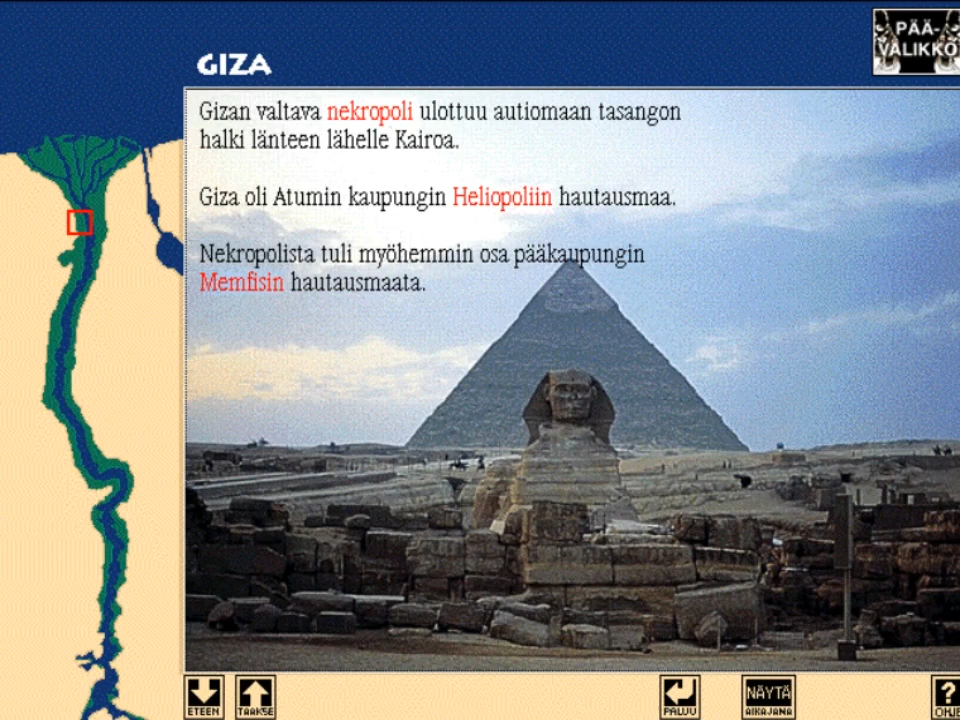 PÄÄ-
VALIKKO
GIZA
Gizan valtava nekropoli ulottuu autiomaan tasangon
halki länteen lähelle Kairoa.
Giza oli Atumin kaupungin Heliopoliin hautausmaa.
Nekropolista tuli myöhemmin osa pääkaupungin
Memfisin hautausmaata.
ETEEN
TAAKSE
PALUU
NÄYTÄ
AIKAJANA
?
OHJE